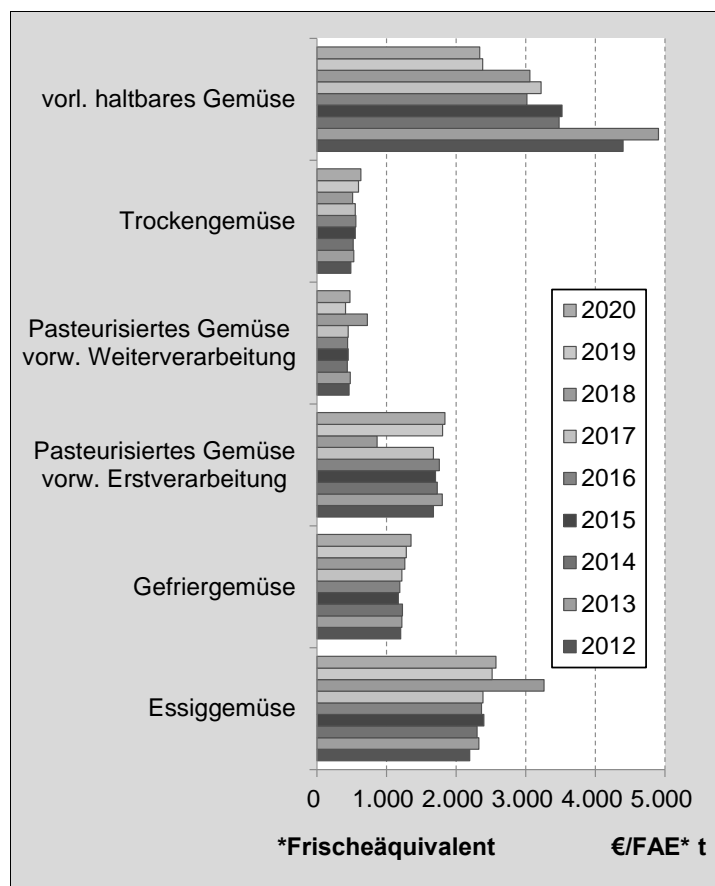 vorl. haltbares Gemüse
Trockengemüse
Pasteurisiertes Gemüse
vorw. Weiterverarbeitung
Pasteurisiertes Gemüse
vorw. Erstverarbeitung
Gefriergemüse
Essiggemüse
2020
2019
2018
2017
2016
2015
2014
2013
2012
0 1.000 2.000 3.000 4.000 5.000
*Frischeäquivalent €/FAE* t